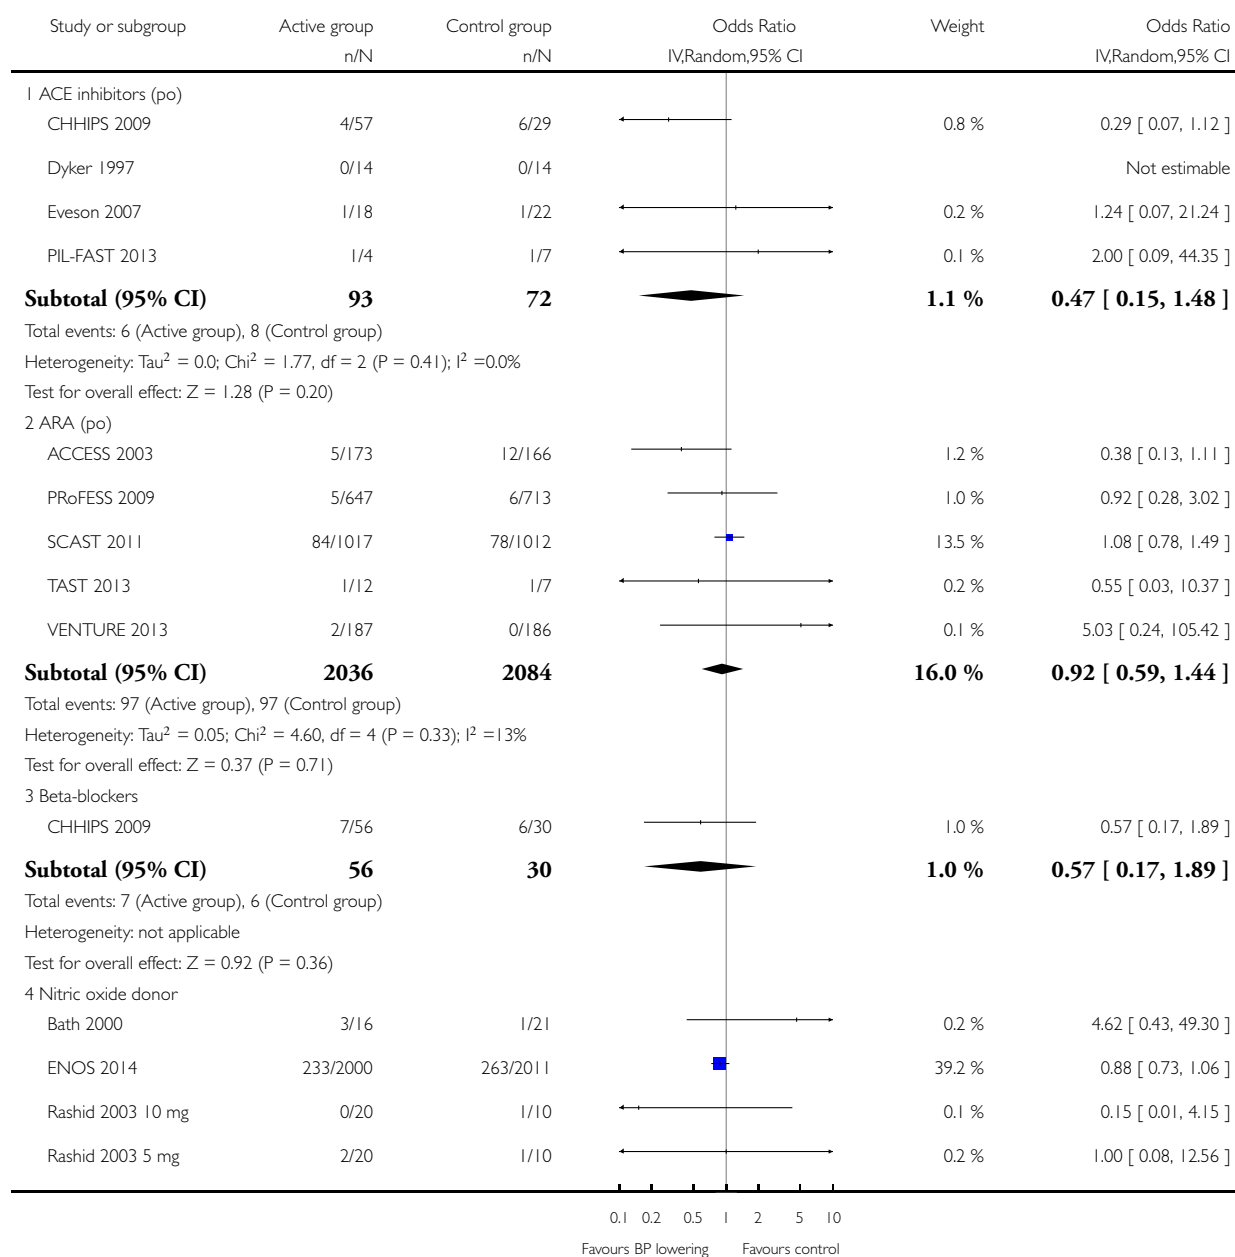 Study or subgroup Active group Control group Odds Ratio Weight Odds Ratio
n/N n/N IV,Random,95% CI IV,Random,95% CI
1 ACE inhibitors (po)
CHHIPS 2009 4/57 6/29 0.8 % 0.29 [ 0.07, 1.12 ]
Dyker 1997 0/14 0/14 Not estimable
Eveson 2007 1/18 1/22 0.2 % 1.24 [ 0.07, 21.24 ]
PIL-FAST 2013 1/4 1/7 0.1 % 2.00 [ 0.09, 44.35 ]
Subtotal (95% CI) 93 72 1.1 % 0.47 [ 0.15, 1.48 ]
Total events: 6 (Active group), 8 (Control group)
Heterogeneity: Tau² = 0.0; Chi² = 1.77, df = 2 (P = 0.41); I² =0.0%
Test for overall effect: Z = 1.28 (P = 0.20)
2 ARA (po)
ACCESS 2003 5/173 12/166 1.2 % 0.38 [ 0.13, 1.11 ]
PRoFESS 2009 5/647 6/713 1.0 % 0.92 [ 0.28, 3.02 ]
SCAST 2011 84/1017 78/1012 13.5 % 1.08 [ 0.78, 1.49 ]
TAST 2013 1/12 1/7 0.2 % 0.55 [ 0.03, 10.37 ]
VENTURE 2013 2/187 0/186 0.1 % 5.03 [ 0.24, 105.42 ]
Subtotal (95% CI) 2036 2084 16.0 % 0.92 [ 0.59, 1.44 ]
Total events: 97 (Active group), 97 (Control group)
Heterogeneity: Tau² = 0.05; Chi² = 4.60, df = 4 (P = 0.33); I² =13%
Test for overall effect: Z = 0.37 (P = 0.71)
3 Beta-blockers
CHHIPS 2009 7/56 6/30 1.0 % 0.57 [ 0.17, 1.89 ]
Subtotal (95% CI) 56 30 1.0 % 0.57 [ 0.17, 1.89 ]
Total events: 7 (Active group), 6 (Control group)
Heterogeneity: not applicable
Test for overall effect: Z = 0.92 (P = 0.36)
4 Nitric oxide donor
Bath 2000 3/16 1/21 0.2 % 4.62 [ 0.43, 49.30 ]
ENOS 2014 233/2000 263/2011 39.2 % 0.88 [ 0.73, 1.06 ]
Rashid 2003 10 mg 0/20 1/10 0.1 % 0.15 [ 0.01, 4.15 ]
Rashid 2003 5 mg 2/20 1/10 0.2 % 1.00 [ 0.08, 12.56 ]
0.1 0.2 0.5 1 2 5 10
Favours BP lowering Favours control